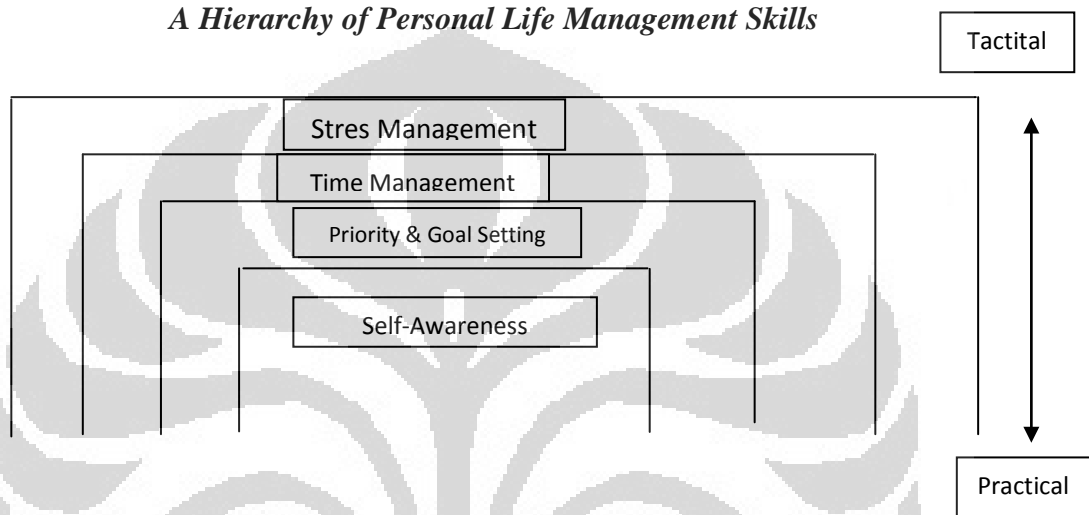 A Hierarchy of Personal Life Management Skills
Tactital
Stres Management
Time Management
Priority & Goal Setting
Self-Awareness
Practical